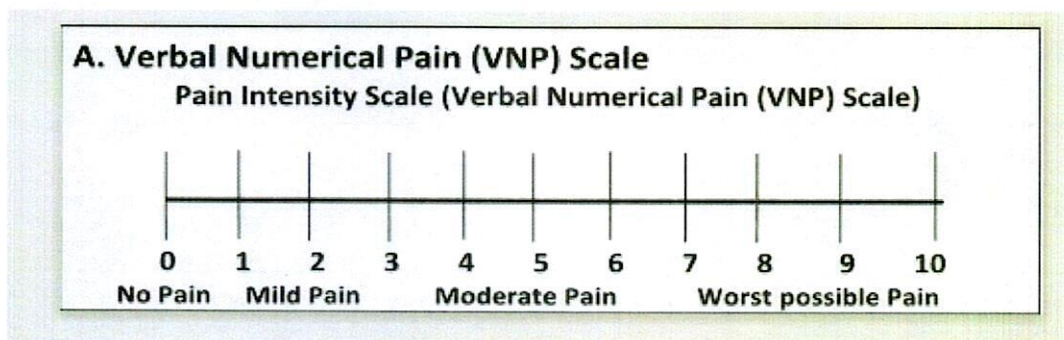 A. Verbal Numerical Pain (VNP) Scale
Pain Intensity Scale (Verbal Numerical Pain (VNP) Scale)
0 1 2 3 4 5 6 7 8 9 10
No Pain Mild Pain Moderate Pain Worst possible Pain